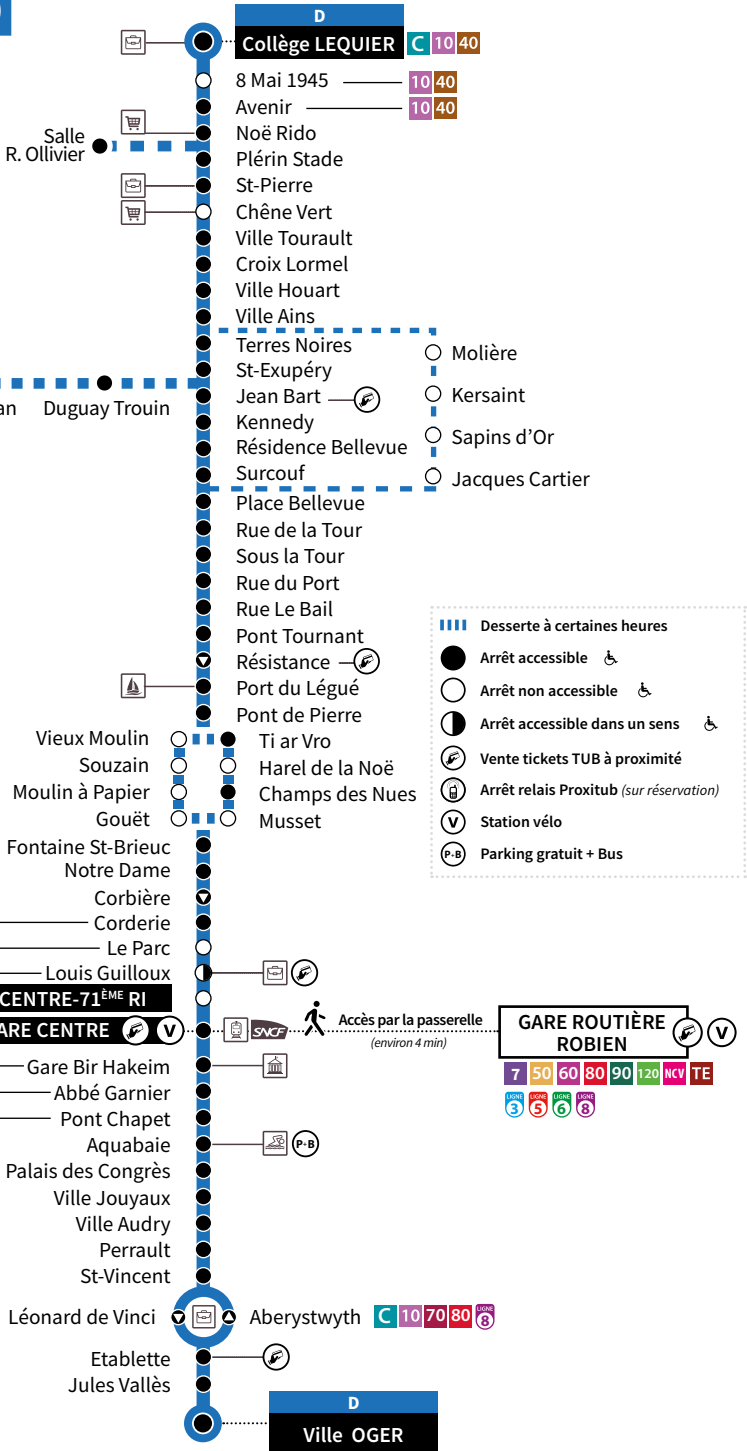 D
Collège LEQUIER C 10 40
8 Mai 1945 10 40
Avenir 10 40
Noë Rido
Salle
R. Ollivier
Plérin Stade
St-Pierre
Chêne Vert
Ville Tourault
Croix Lormel
Ville Houart
Ville Ains
Terres Noires
St-Exupéry
Jean Bart
Kennedy
Résidence Bellevue
Surcouf
Molière
Kersaint
Sapins d'Or
Jacques Cartier
an Duguay Trouin
Place Bellevue
Rue de la Tour
Sous la Tour
Rue du Port
Rue Le Bail
Pont Tournant
Résistance
Port du Légué
Pont de Pierre
Desserte à certaines heures
Arrêt accessible
Arrêt non accessible
Arrêt accessible dans un sens
Vente tickets TUB à proximité
Arrêt relais Proxitub (sur réservation)
V Station vélo
P+B Parking gratuit + Bus
Vieux Moulin Ti ar Vro
Souzain Harel de la Noë
Moulin à Papier Champs des Nues
Gouët Musset
Fontaine St-Brieuc
Notre Dame
Corbière
Corderie
Le Parc
Louis Guilloux
CENTRE-71ÈME RI
ARE CENTRE V SNCF
Accès par la passerelle
(environ 4 min)
GARE ROUTIÈRE
ROBIEN
V
7 50 60 80 90 120 NCV TE
LIGNE 3 LIGNE 5 LIGNE 6 LIGNE 8
Gare Bir Hakeim
Abbé Garnier
Pont Chapet
Aquabaie P+B
Palais des Congrès
Ville Jouyaux
Ville Audry
Perrault
St-Vincent
Léonard de Vinci Aberystwyth C 10 70 80 LIGNE 8
Etablette
Jules Vallès
D
Ville OGER